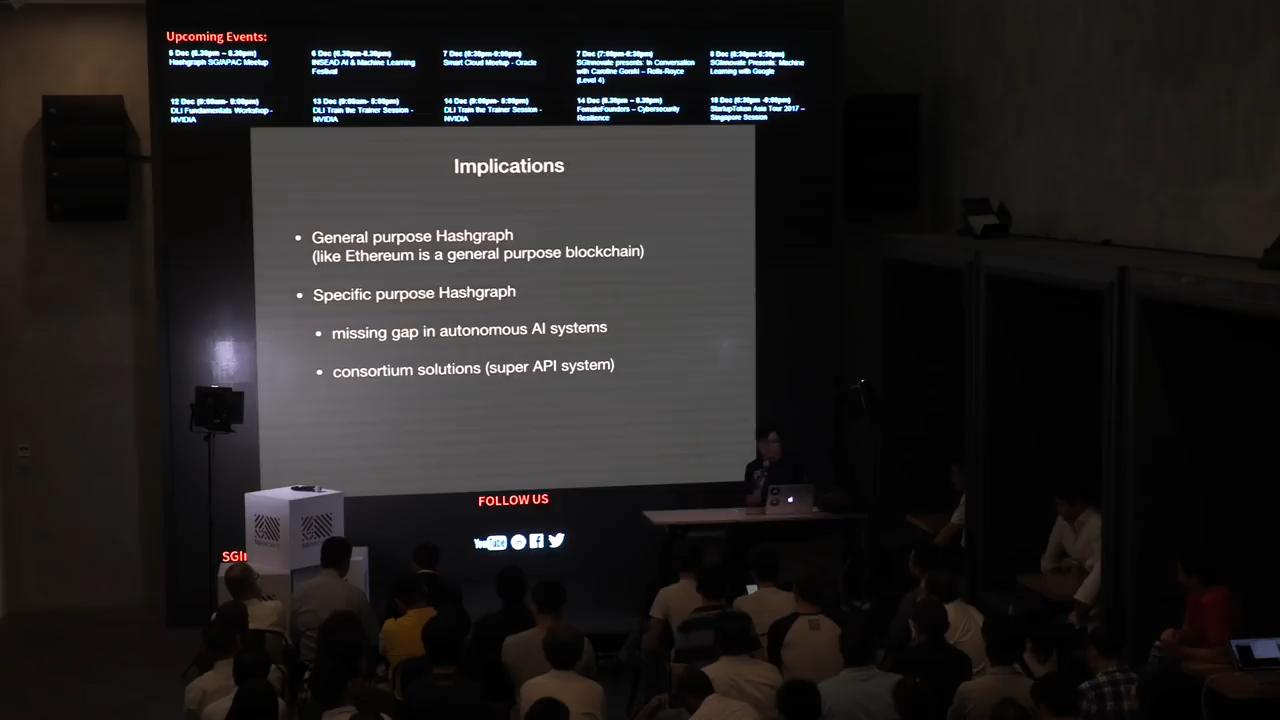 Upcoming Events:
5 Dec (6.30pm – 8.30pm)
Hashgraph SG/APAC Meetup
6 Dec (6.30pm-8.30pm)
INSEAD AI & Machine Learning
Festival
7 Dec (6:30pm-9:00pm)
Smart Cloud Meetup - Oracle
7 Dec (7:00pm-8:30pm)
SGInnovate presents: In Conversation
with Caroline Gorski – Rolls-Royce
(Level 4)
8 Dec (6:30pm-8:30pm)
SGInnovate Presents: Machine
Learning with Google
12 Dec (9:00am- 6:00pm)
DLI Fundamentals Workshop -
NVIDIA
13 Dec (9:00am- 6:00pm)
DLI Train the Trainer Session -
NVIDIA
14 Dec (9:00am- 6:00pm)
DLI Train the Trainer Session -
NVIDIA
14 Dec (6.30pm – 8.30pm)
FemaleFounders – Cybersecurity
Resilience
18 Dec (6:30pm -9:00pm)
StartupToken Asia Tour 2017 –
Singapore Session
Implications
• General purpose Hashgraph
(like Ethereum is a general purpose blockchain)
• Specific purpose Hashgraph
• missing gap in autonomous AI systems
• consortium solutions (super API system)
FOLLOW US
YouTube
SGIn